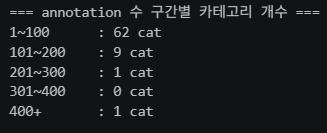 === annotation 수 구간별 카테고리 개수 ===
1~100      : 62 cat
101~200    : 9 cat
201~300    : 1 cat
301~400    : 0 cat
400+       : 1 cat